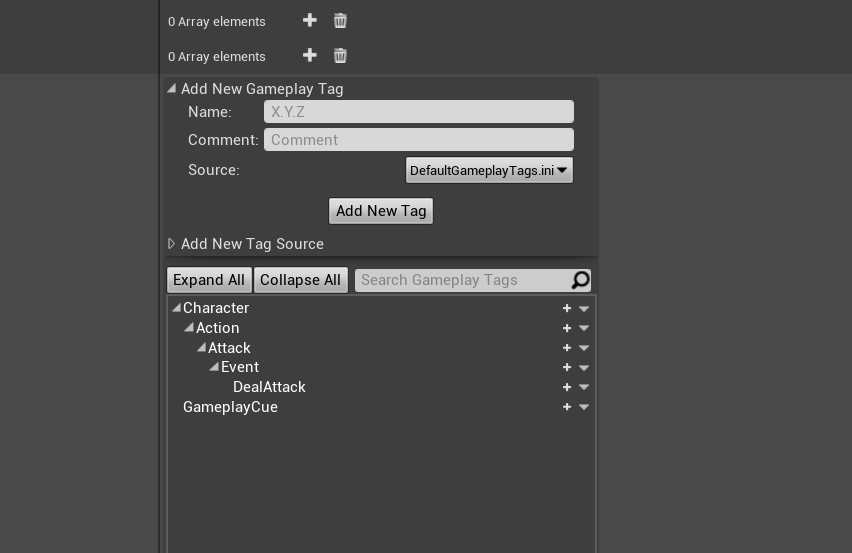 0 Array elements
0 Array elements
Add New Gameplay Tag
Name: X.Y.Z
Comment: Comment
Source: DefaultGameplayTags.ini
Add New Tag
Add New Tag Source
Expand All Collapse All Search Gameplay Tags
Character
Action
Attack
Event
DealAttack
GameplayCue